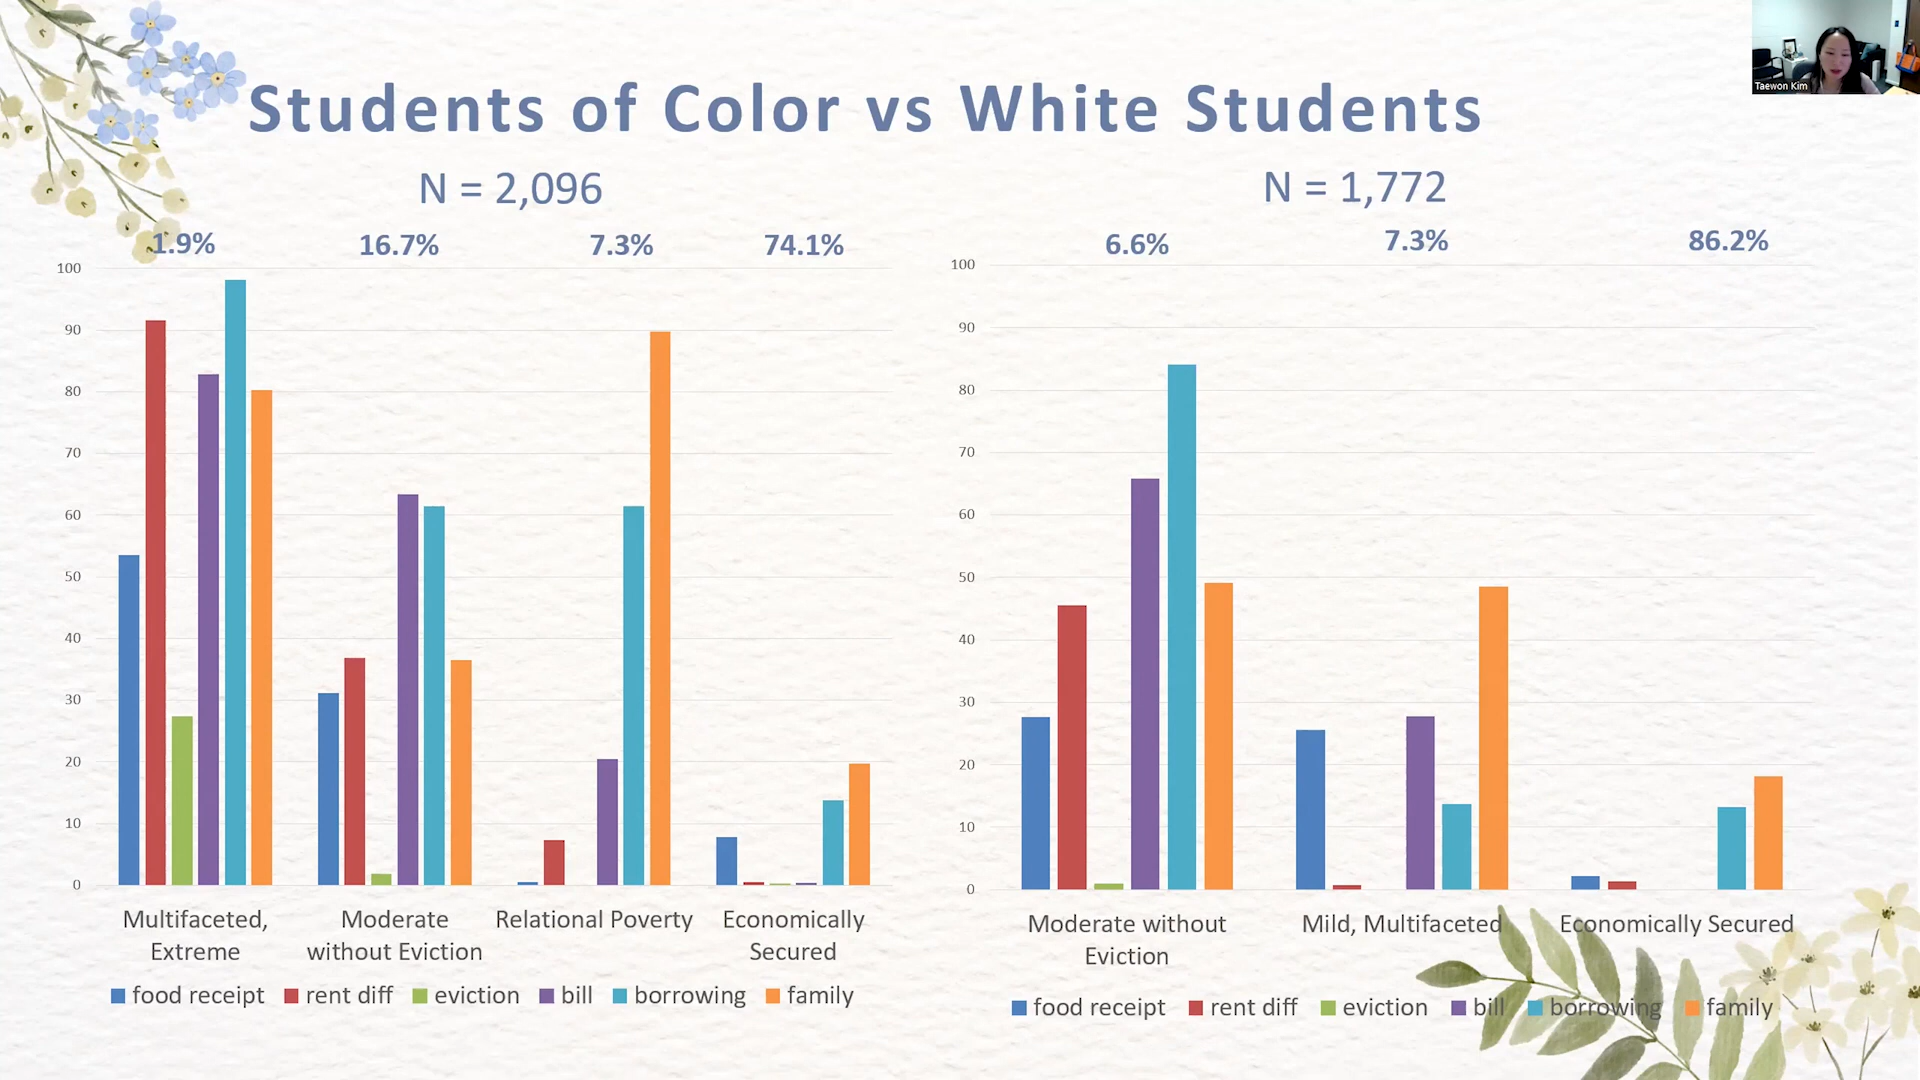 Taewon Kim
Students of Color vs White Students
N = 2,096
1.9%
16.7%
7.3%
74.1%
100
90
80
70
60
50
40
30
20
10
0
Multifaceted,
Extreme
Moderate
without Eviction
Relational Poverty
Economically
Secured
food receipt rent diff eviction bill borrowing family
N = 1,772
6.6%
7.3%
86.2%
100
90
80
70
60
50
40
30
20
10
0
Moderate without
Eviction
Mild, Multifaceted
Economically Secured
food receipt rent diff eviction bill borrowing family